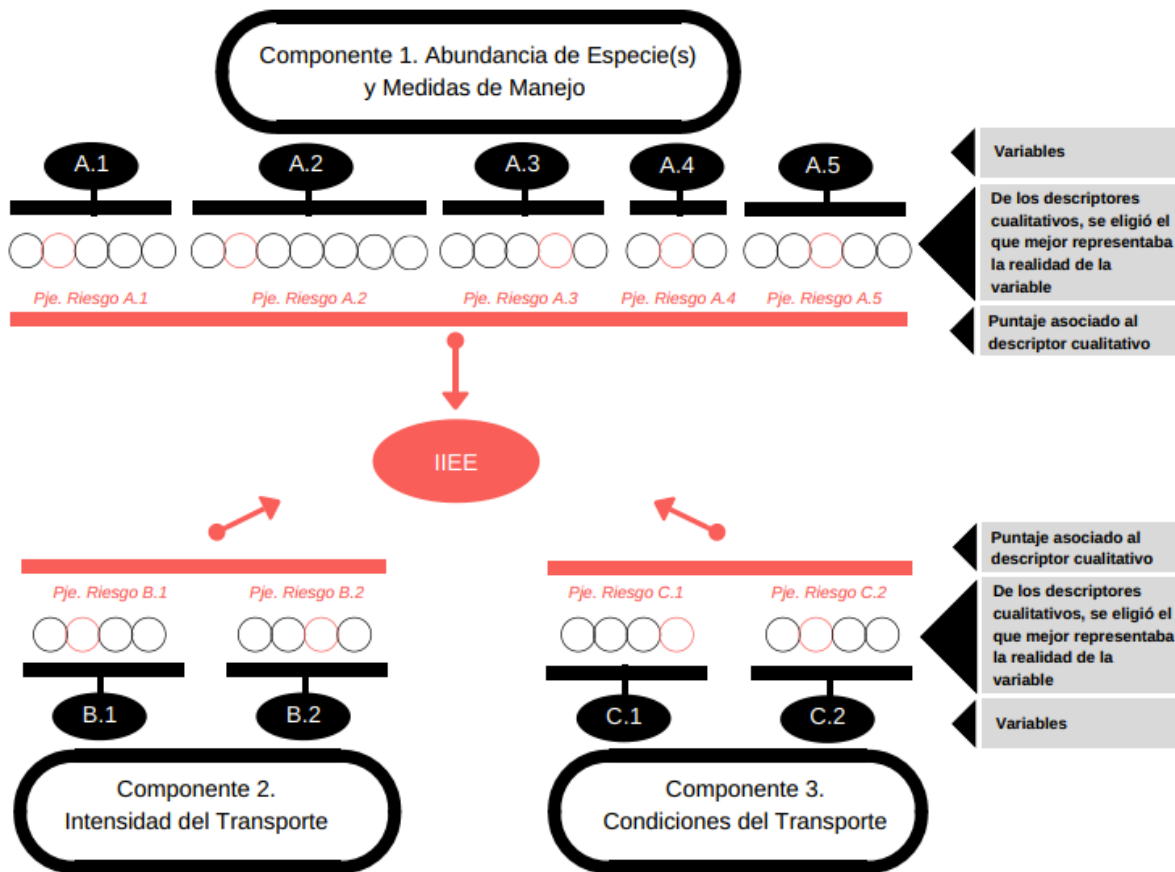 Componente 1. Abundancia de Especie(s)
y Medidas de Manejo
A.1
A.2
A.3
A.4
A.5
Variables
De los descriptores
cualitativos, se eligió el
que mejor representaba
la realidad de la
variable
Pje. Riesgo A.1
Pje. Riesgo A.2
Pje. Riesgo A.3
Pje. Riesgo A.4
Pje. Riesgo A.5
Puntaje asociado al
descriptor cualitativo
IIEE
Puntaje asociado al
descriptor cualitativo
Pje. Riesgo B.1
Pje. Riesgo B.2
Pje. Riesgo C.1
Pje. Riesgo C.2
De los descriptores
cualitativos, se eligió el
que mejor representaba
la realidad de la
variable
B.1
B.2
C.1
C.2
Variables
Componente 2.
Intensidad del Transporte
Componente 3.
Condiciones del Transporte